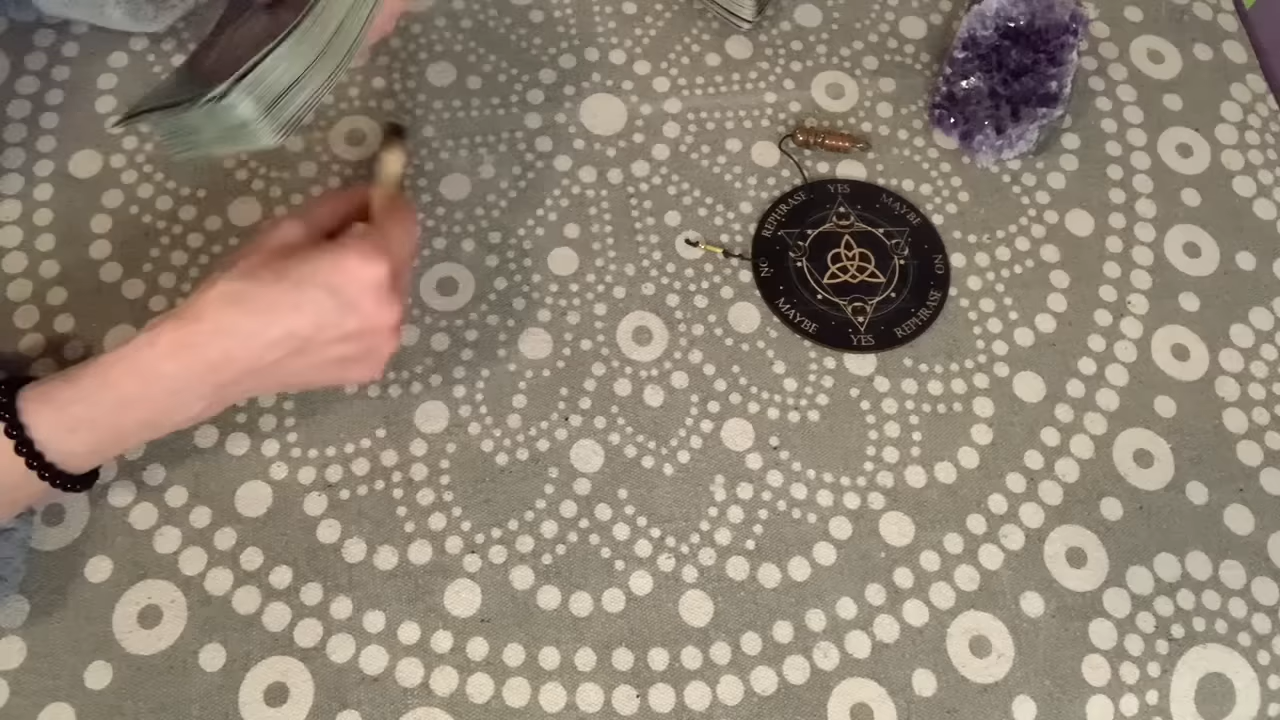 YES
MAYBE
NO
REPHRASE
YES
MAYBE
NO
REPHRASE